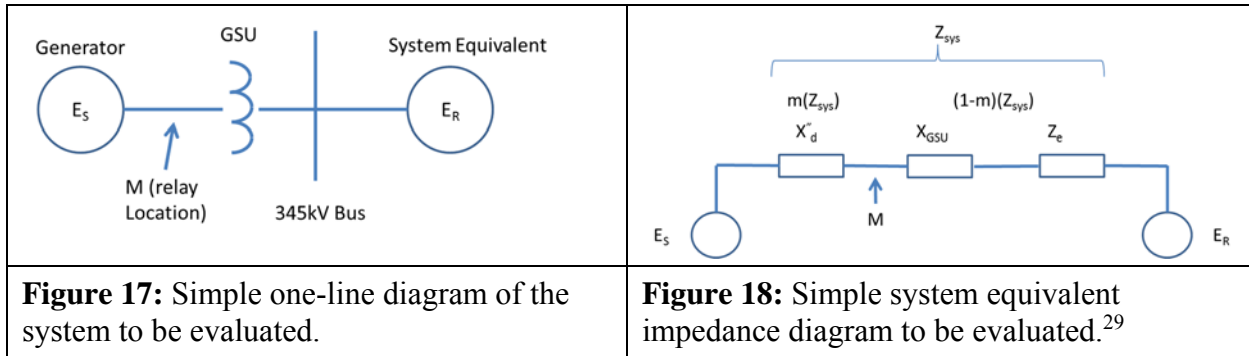 Generator
GSU
System Equivalent
E_S
E_R
M (relay
Location)
345kV Bus
Z_sys
m(Z_sys)
(1-m)(Z_sys)
X"_d
X_GSU
Z_e
M
E_S
E_R
Figure 17: Simple one-line diagram of the
system to be evaluated.
Figure 18: Simple system equivalent
impedance diagram to be evaluated.29